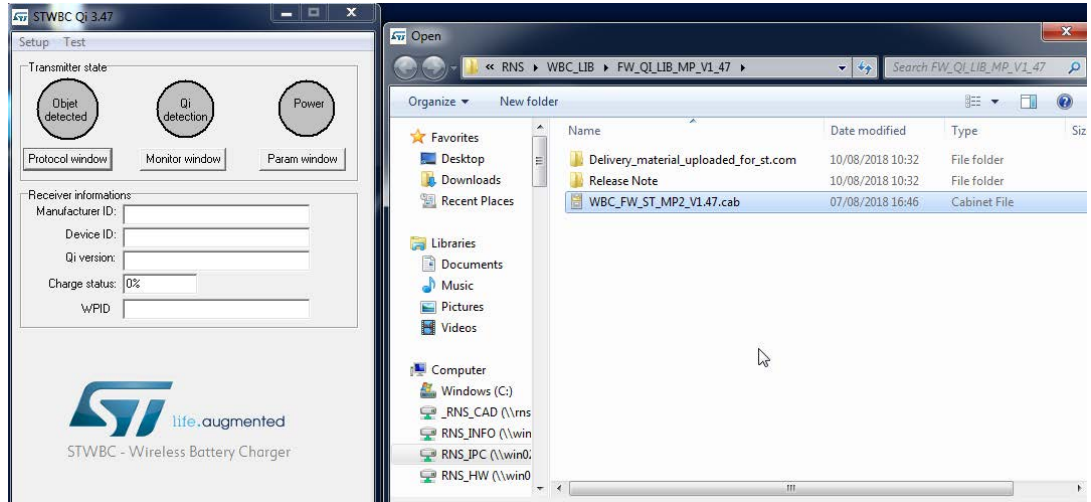 STWBC Qi 3.47
Setup Test
Transmitter state
Objet
detected
Qi
detection
Power
Protocol window
Monitor window
Param window
Receiver informations
Manufacturer ID:
Device ID:
Qi version:
Charge status: 0%
WPID
life.augmented
STWBC - Wireless Battery Charger
Open
« RNS WBC_LIB FW_QI_LIB_MP_V1_47
Search FW_QI_LIB_MP_V1_47
Organize New folder
Favorites
Desktop
Downloads
Recent Places
Libraries
Documents
Music
Pictures
Videos
Computer
Windows (C:)
_RNS_CAD (\\rns
RNS_INFO (\\win
RNS_IPC (\\win02
RNS_HW (\\win0
Name Date modified Type Siz
Delivery_material_uploaded_for_st.com 10/08/2018 10:32 File folder
Release Note 10/08/2018 10:32 File folder
WBC_FW_ST_MP2_V1.47.cab 07/08/2018 16:46 Cabinet File